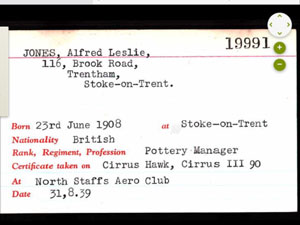 19991
JONES, Alfred Leslie,
116, Brook Road,
Trentham,
Stoke-on-Trent.
Born 23rd June 1908 at Stoke-on-Trent
Nationality British
Rank, Regiment, Profession Pottery Manager
Certificate taken on Cirrus Hawk, Cirrus III 90
At North Staffs Aero Club
Date 31,8.39